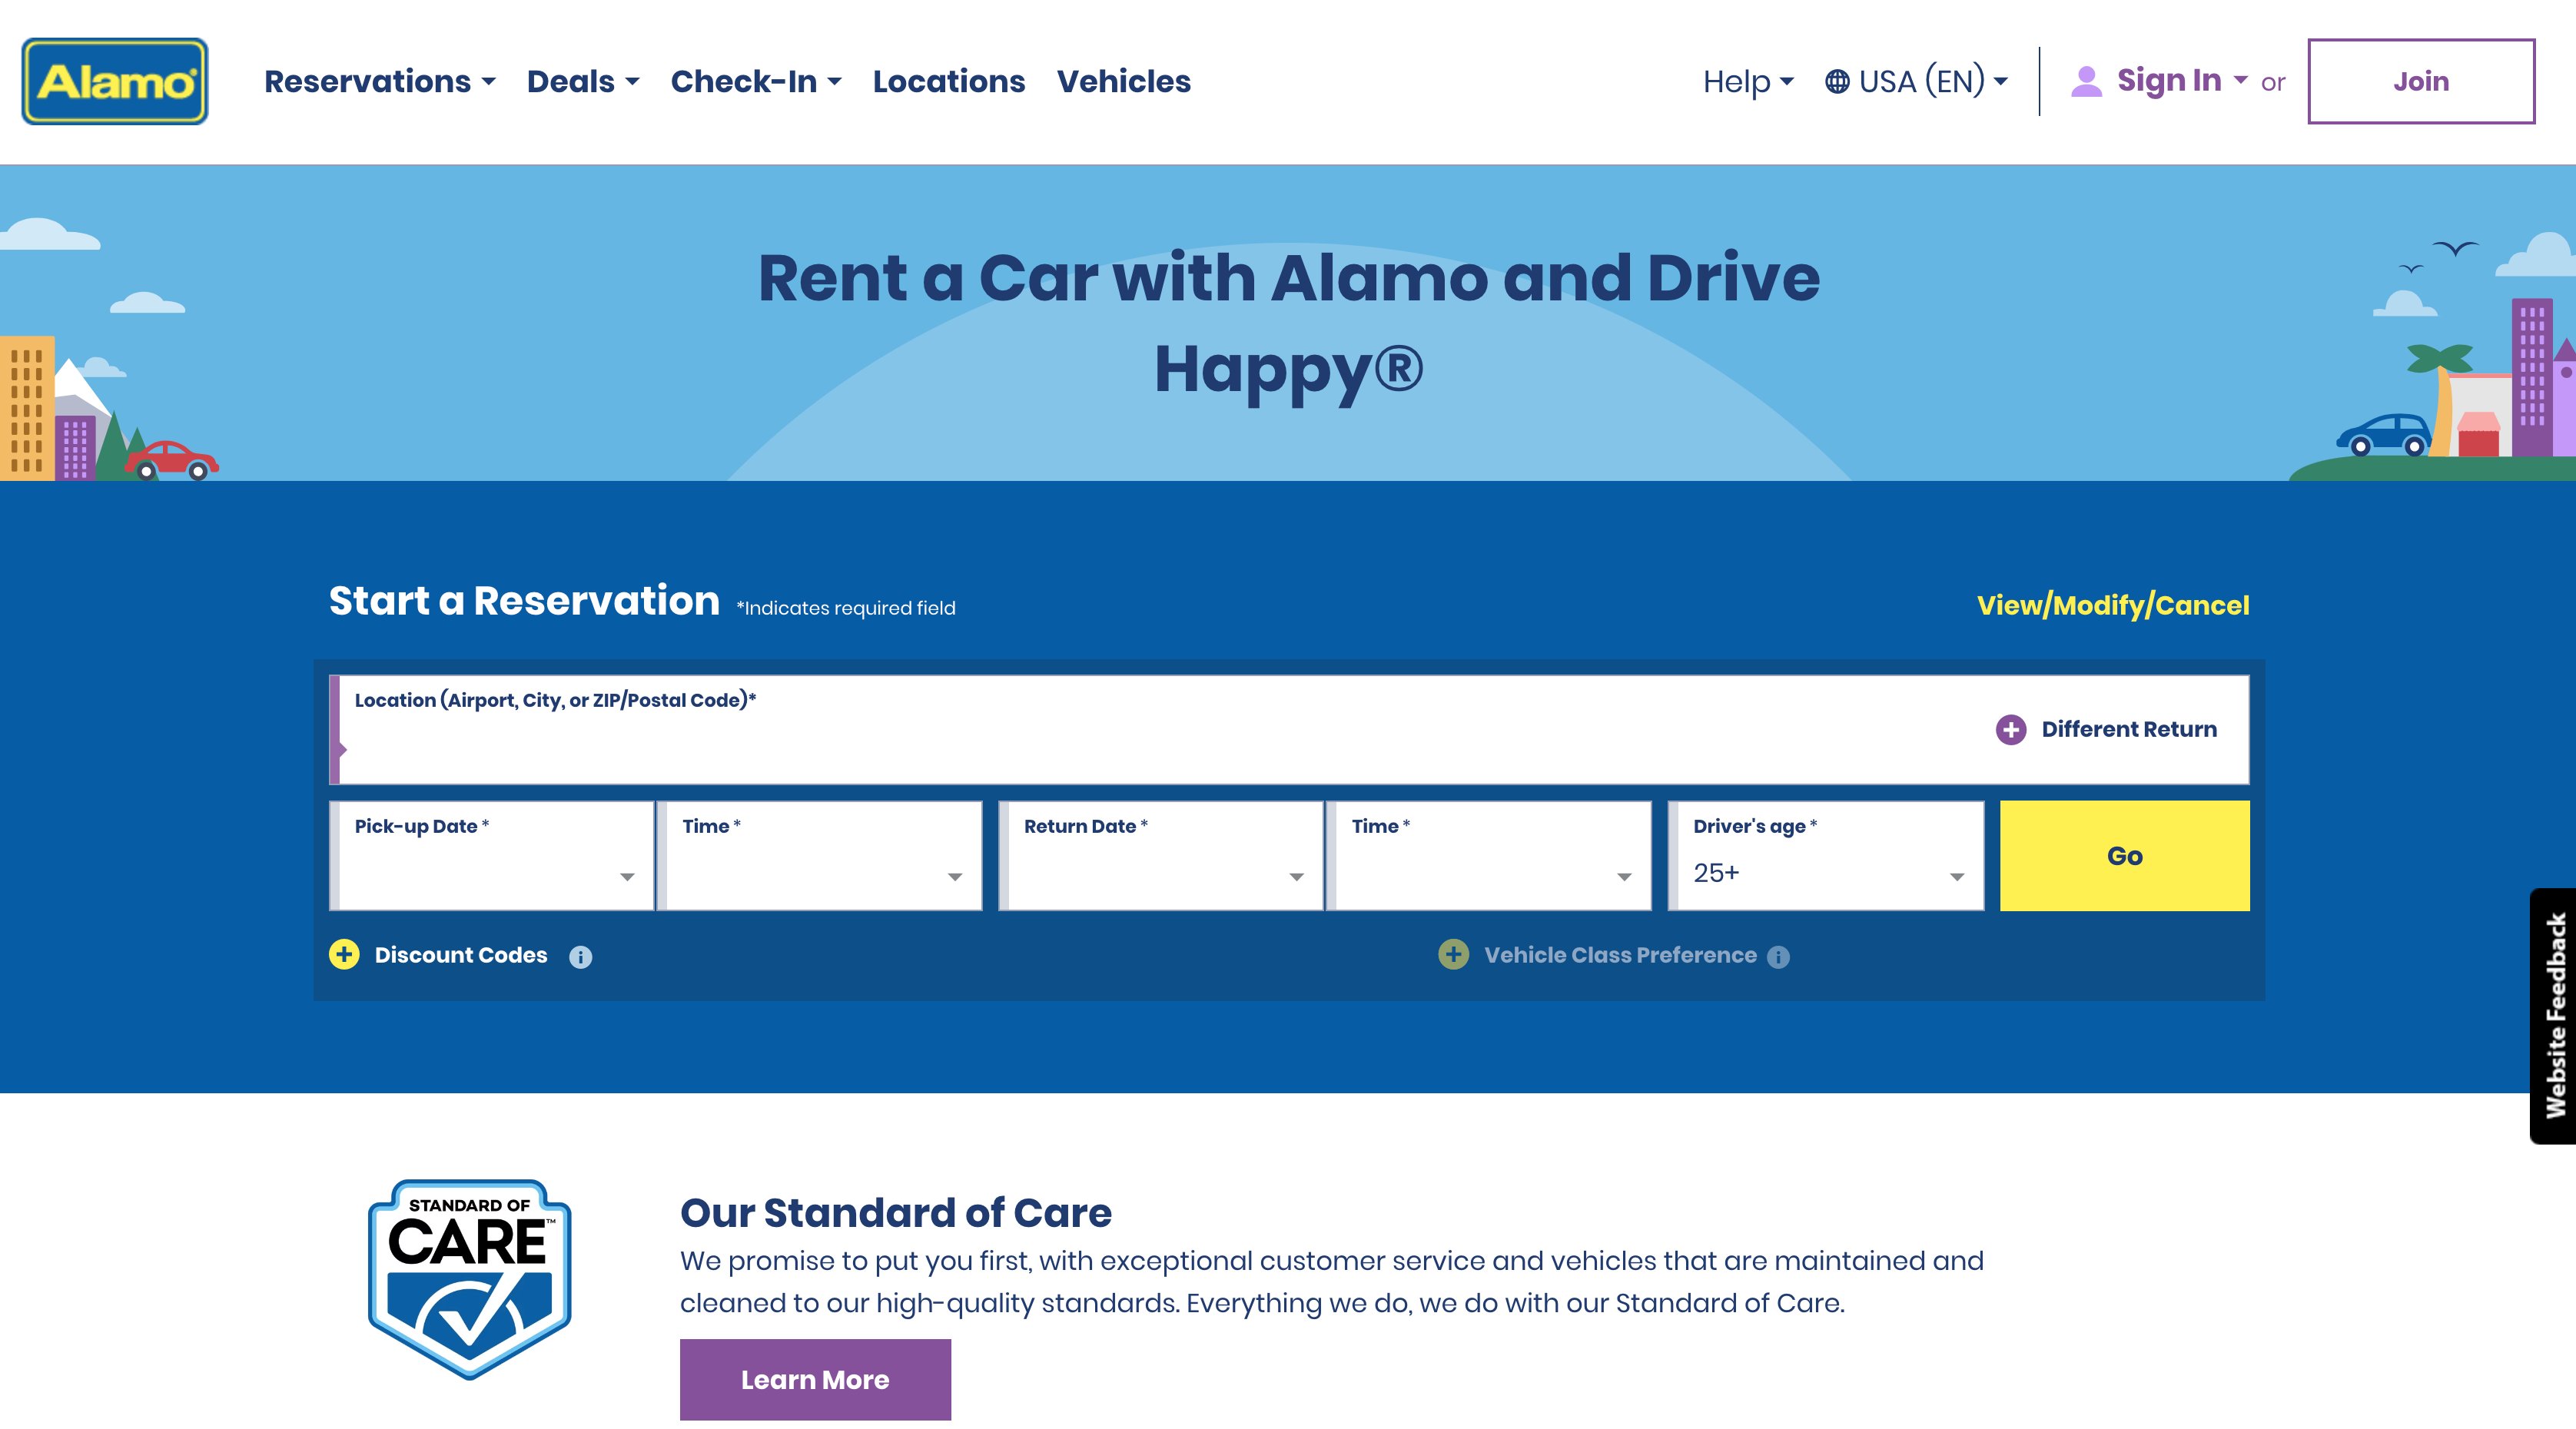 Alamo
Reservations Deals Check-In Locations Vehicles Help USA (EN) Sign In or Join
Rent a Car with Alamo and Drive
Happy®
Start a Reservation *Indicates required field View/Modify/Cancel
Location (Airport, City, or ZIP/Postal Code)*
Different Return
Pick-up Date * Time * Return Date * Time * Driver's age *
25+
Go
Discount Codes Vehicle Class Preference
Website Feedback
STANDARD OF
CARE™
Our Standard of Care
We promise to put you first, with exceptional customer service and vehicles that are maintained and
cleaned to our high-quality standards. Everything we do, we do with our Standard of Care.
Learn More